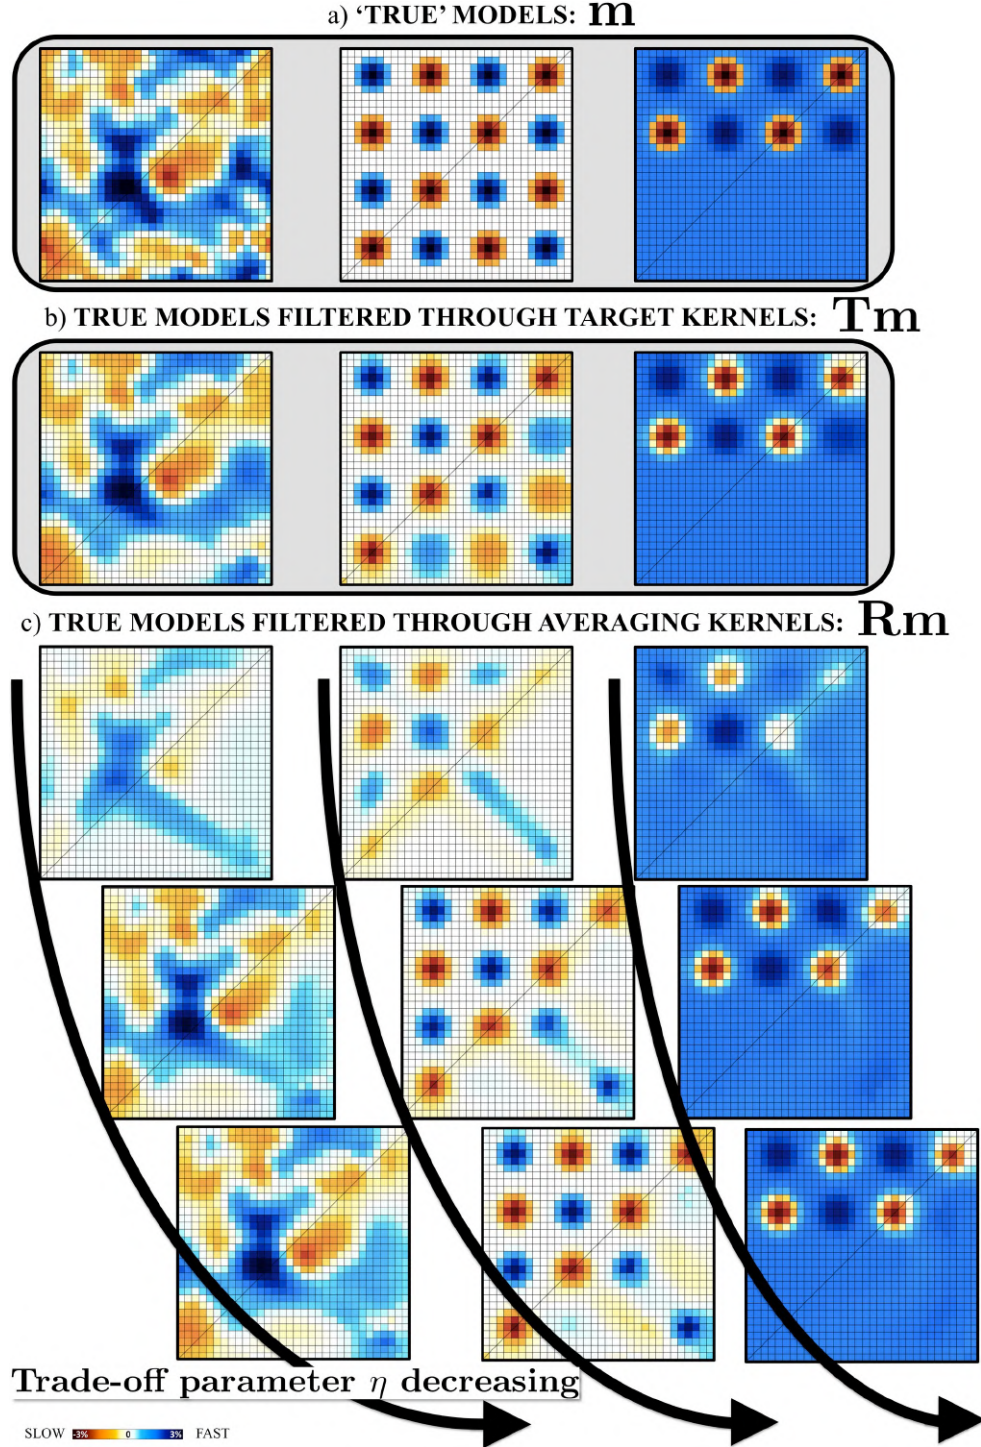 a) ‘TRUE’ MODELS: m
b) TRUE MODELS FILTERED THROUGH TARGET KERNELS: Tm
c) TRUE MODELS FILTERED THROUGH AVERAGING KERNELS: Rm
Trade-off parameter η decreasing
SLOW -3% 0 3% FAST